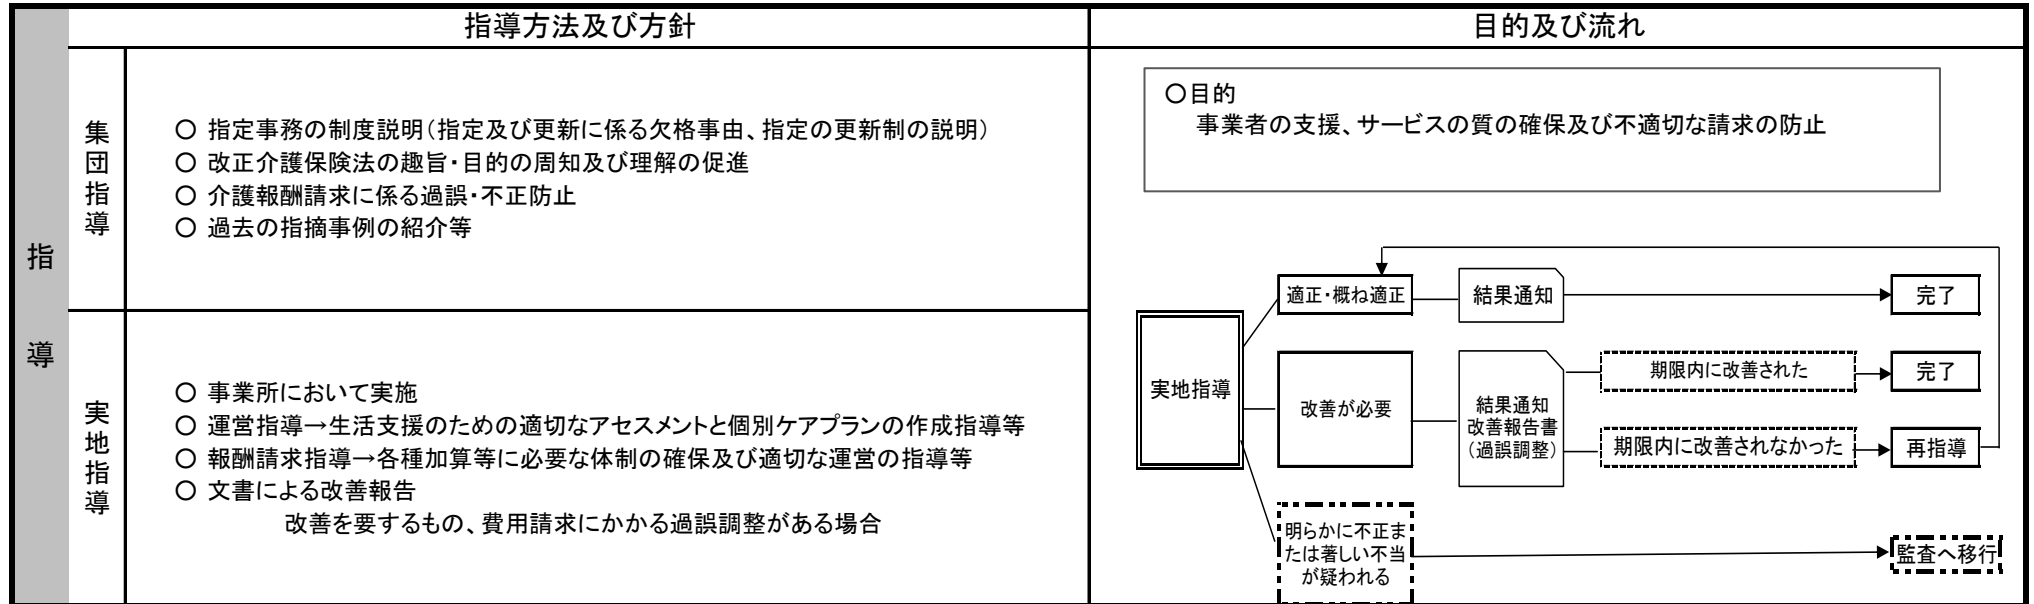 指導方法及び方針
目的及び流れ
指導
集団指導
○ 指定事務の制度説明(指定及び更新に係る欠格事由、指定の更新制の説明)
○ 改正介護保険法の趣旨・目的の周知及び理解の促進
○ 介護報酬請求に係る過誤・不正防止
○ 過去の指摘事例の紹介等
実地指導
○ 事業所において実施
○ 運営指導→生活支援のための適切なアセスメントと個別ケアプランの作成指導等
○ 報酬請求指導→各種加算等に必要な体制の確保及び適切な運営の指導等
○ 文書による改善報告
改善を要するもの、費用請求にかかる過誤調整がある場合
○目的
事業者の支援、サービスの質の確保及び不適切な請求の防止
実地指導
適正・概ね適正
結果通知
完了
改善が必要
結果通知
改善報告書
(過誤調整)
期限内に改善された
完了
期限内に改善されなかった
再指導
明らかに不正ま
たは著しい不当
が疑われる
監査へ移行